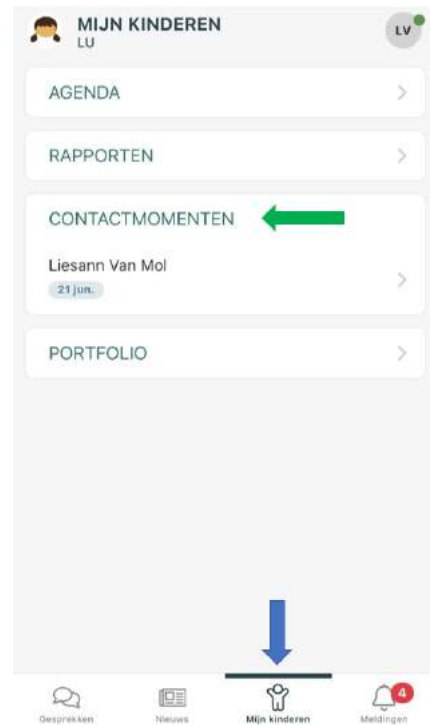 MIJN KINDEREN
LU
LV
AGENDA
RAPPORTEN
CONTACTMOMENTEN
Liesann Van Mol
21 jun.
PORTFOLIO
4
Gesprekken
Nieuws
Mijn kinderen
Meldingen